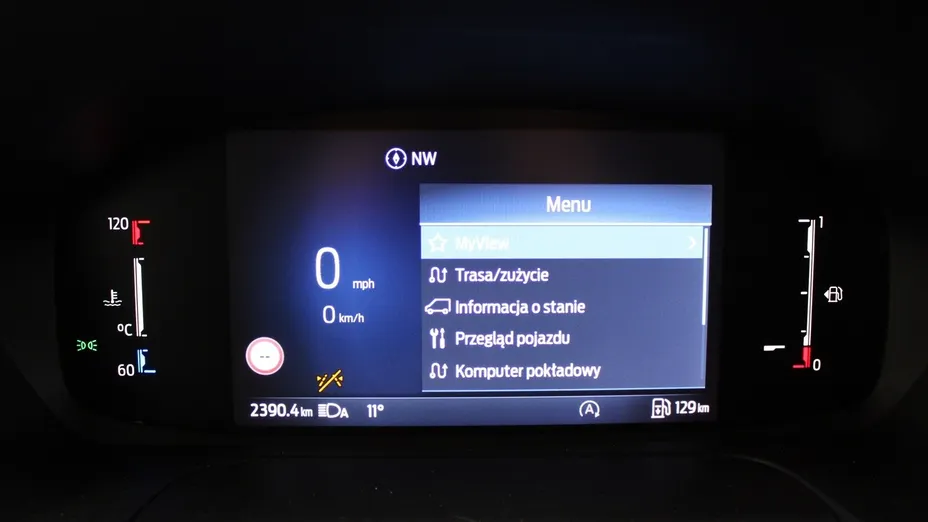 NW
120
°C
60
0 mph
0 km/h
--
Menu
MyView
Trasa/zużycie
Informacja o stanie
Przegląd pojazdu
Komputer pokładowy
1
0
2390.4 km
A
11°
A
129 km